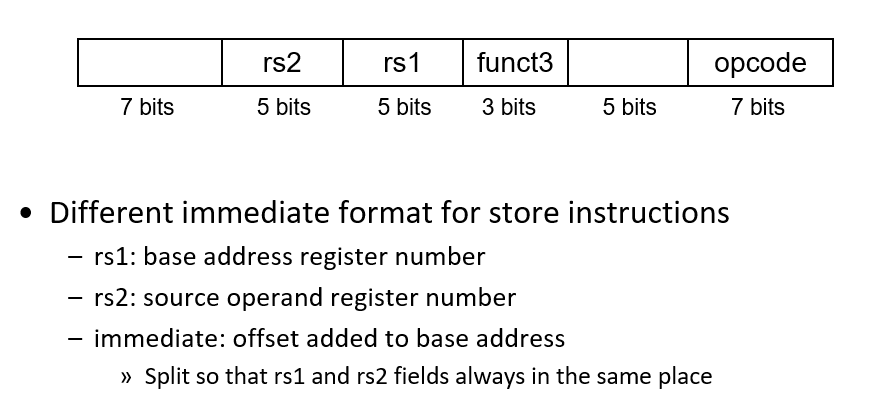 rs2 rs1 funct3 opcode
7 bits 5 bits 5 bits 3 bits 5 bits 7 bits
• Different immediate format for store instructions
– rs1: base address register number
– rs2: source operand register number
– immediate: offset added to base address
» Split so that rs1 and rs2 fields always in the same place